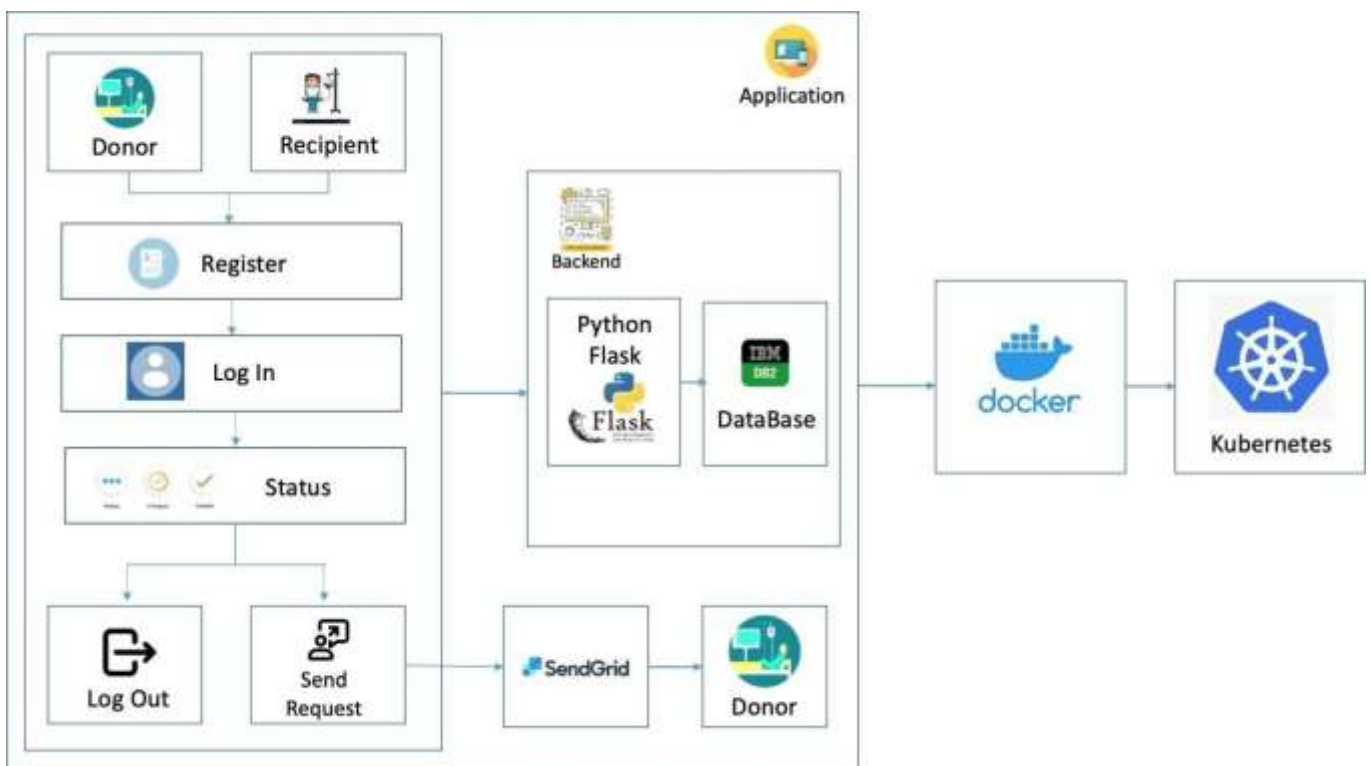 Application
Donor
Recipient
Register
Log In
Status
Log Out
Send
Request
Backend
Python
Flask
Flask
IBM
DB2
DataBase
SendGrid
Donor
docker
Kubernetes